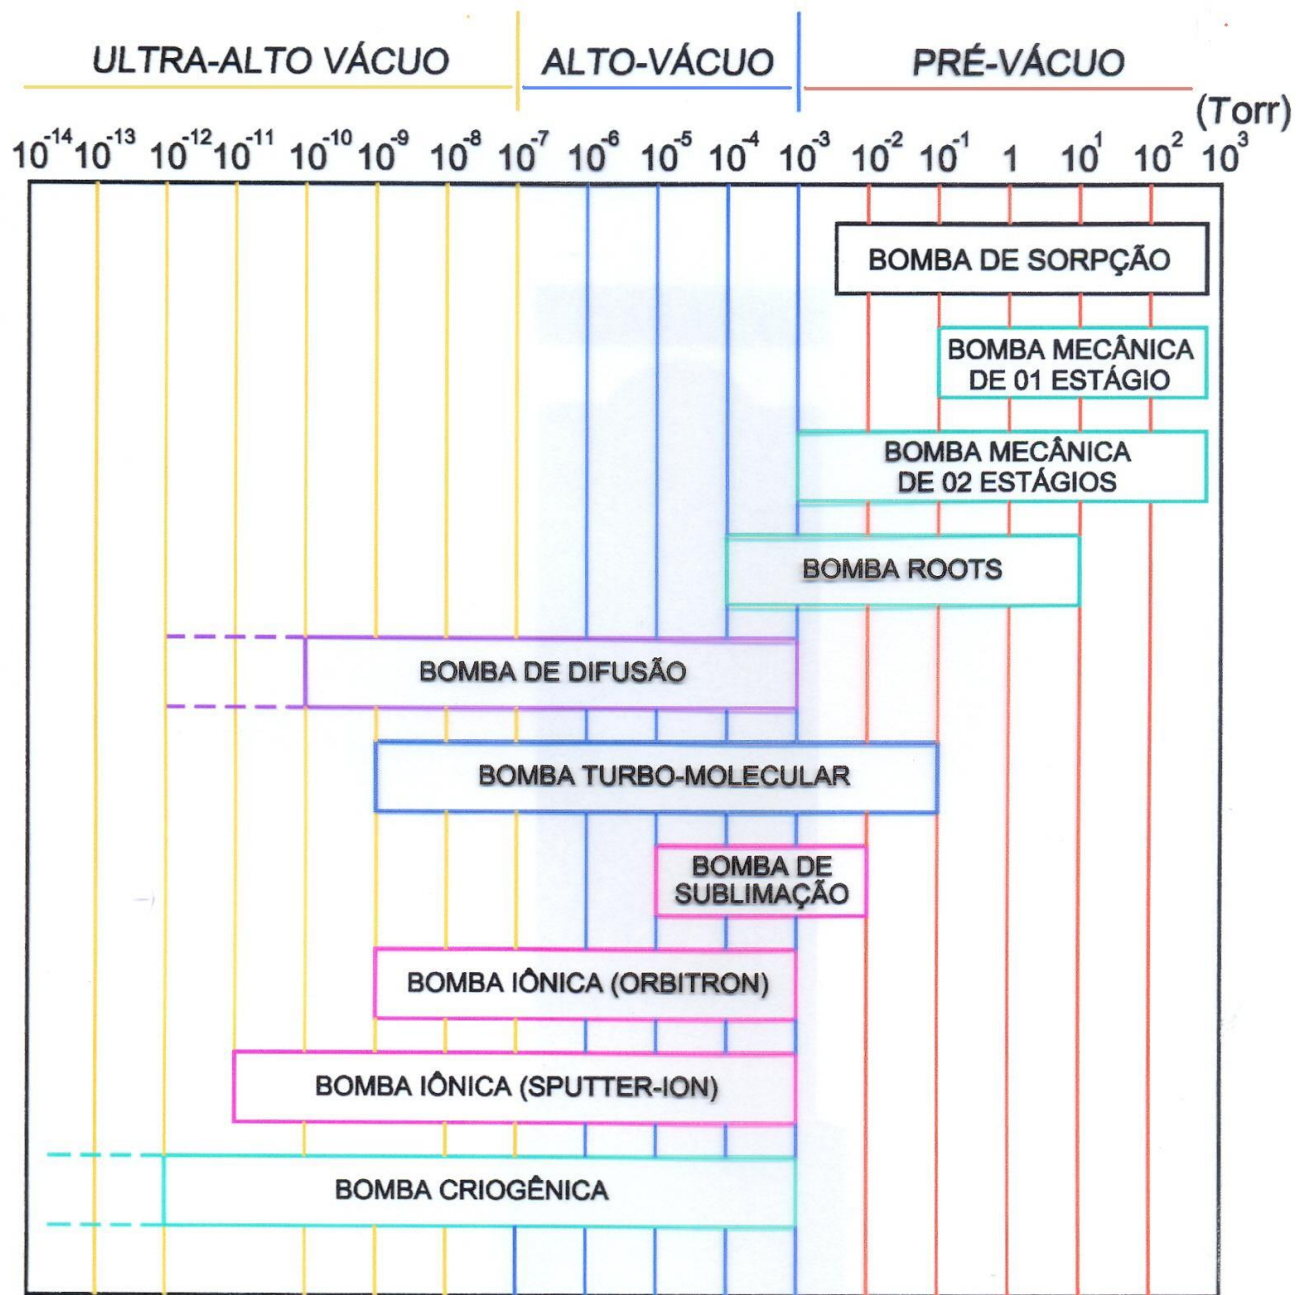 ULTRA-ALTO VÁCUO ALTO-VÁCUO PRÉ-VÁCUO
(Torr)
10⁻¹⁴ 10⁻¹³ 10⁻¹² 10⁻¹¹ 10⁻¹⁰ 10⁻⁹ 10⁻⁸ 10⁻⁷ 10⁻⁶ 10⁻⁵ 10⁻⁴ 10⁻³ 10⁻² 10⁻¹ 1 10¹ 10² 10³
BOMBA DE SORPÇÃO
BOMBA MECÂNICA
DE 01 ESTÁGIO
BOMBA MECÂNICA
DE 02 ESTÁGIOS
BOMBA ROOTS
BOMBA DE DIFUSÃO
BOMBA TURBO-MOLECULAR
BOMBA DE
SUBLIMAÇÃO
BOMBA IÔNICA (ORBITRON)
BOMBA IÔNICA (SPUTTER-ION)
BOMBA CRIOGÊNICA